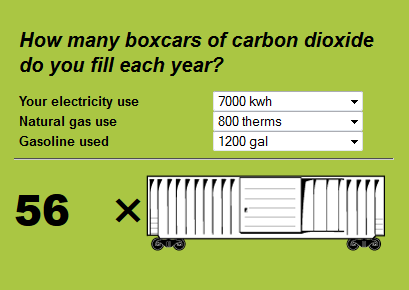 How many boxcars of carbon dioxide
do you fill each year?
Your electricity use 7000 kwh
Natural gas use 800 therms
Gasoline used 1200 gal
56 ×